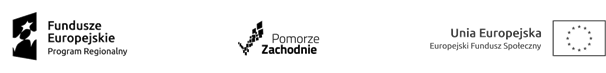 Fundusze
Europejskie
Program Regionalny
Pomorze
Zachodnie
Unia Europejska
Europejski Fundusz Społeczny